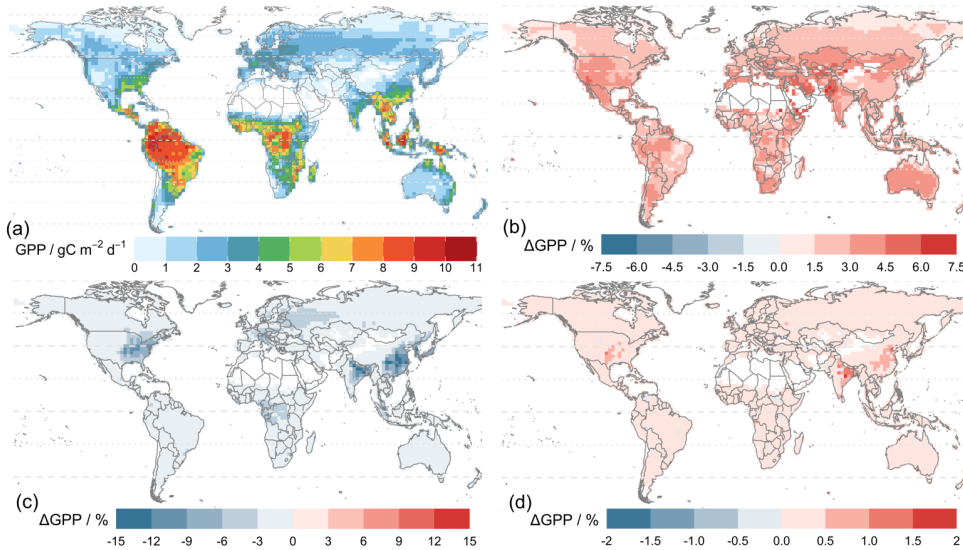 (a)
GPP / gC m⁻² d⁻¹
0 1 2 3 4 5 6 7 8 9 10 11
(b)
ΔGPP / %
-7.5 -6.0 -4.5 -3.0 -1.5 0.0 1.5 3.0 4.5 6.0 7.5
(c)
ΔGPP / %
-15 -12 -9 -6 -3 0 3 6 9 12 15
(d)
ΔGPP / %
-2 -1.5 -1.0 -0.5 0.0 0.5 1.0 1.5 2